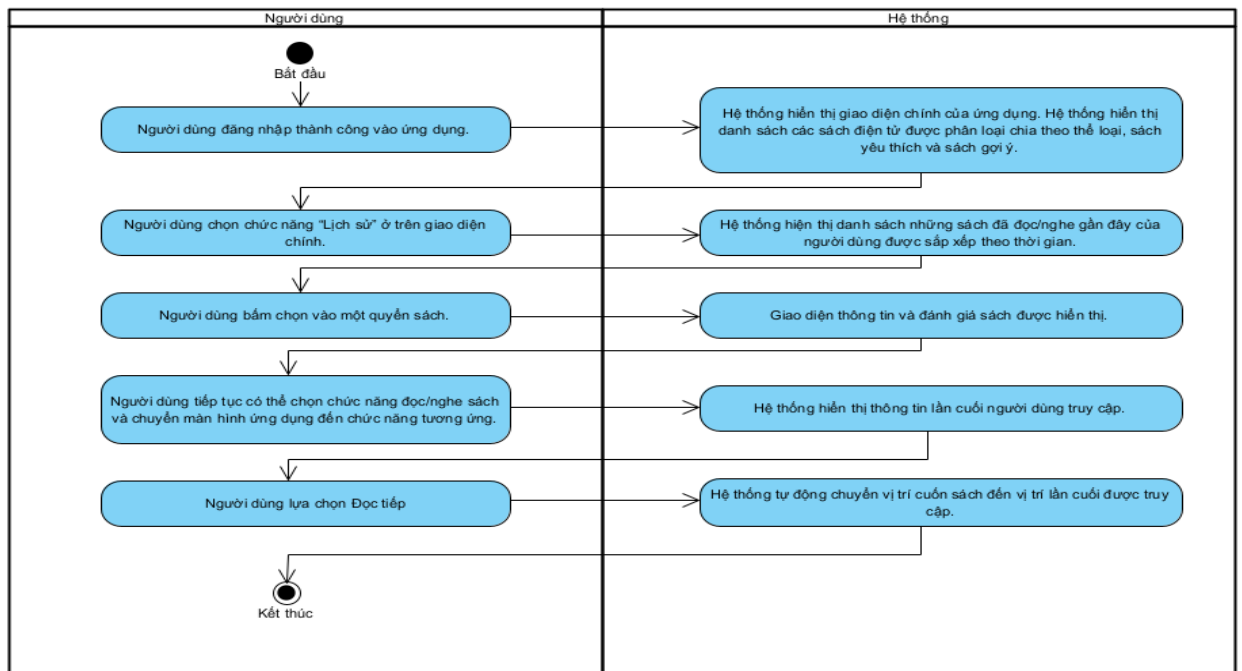 Người dùng
Hệ thống
Bắt đầu
Người dùng đăng nhập thành công vào ứng dụng.
Hệ thống hiển thị giao diện chính của ứng dụng. Hệ thống hiển thị
danh sách các sách điện tử được phân loại chia theo thể loại, sách
yêu thích và sách gợi ý.
Người dùng chọn chức năng "Lịch sử" ở trên giao diện
chính.
Hệ thống hiện thị danh sách những sách đã đọc/nghe gần đây của
người dùng được sắp xếp theo thời gian.
Người dùng bấm chọn vào một quyển sách.
Giao diện thông tin và đánh giá sách được hiển thị.
Người dùng tiếp tục có thể chọn chức năng đọc/nghe sách
và chuyển màn hình ứng dụng đến chức năng tương ứng.
Hệ thống hiển thị thông tin lần cuối người dùng truy cập.
Người dùng lựa chọn Đọc tiếp
Hệ thống tự động chuyển vị trí cuốn sách đến vị trí lần cuối được truy
cập.
Kết thúc